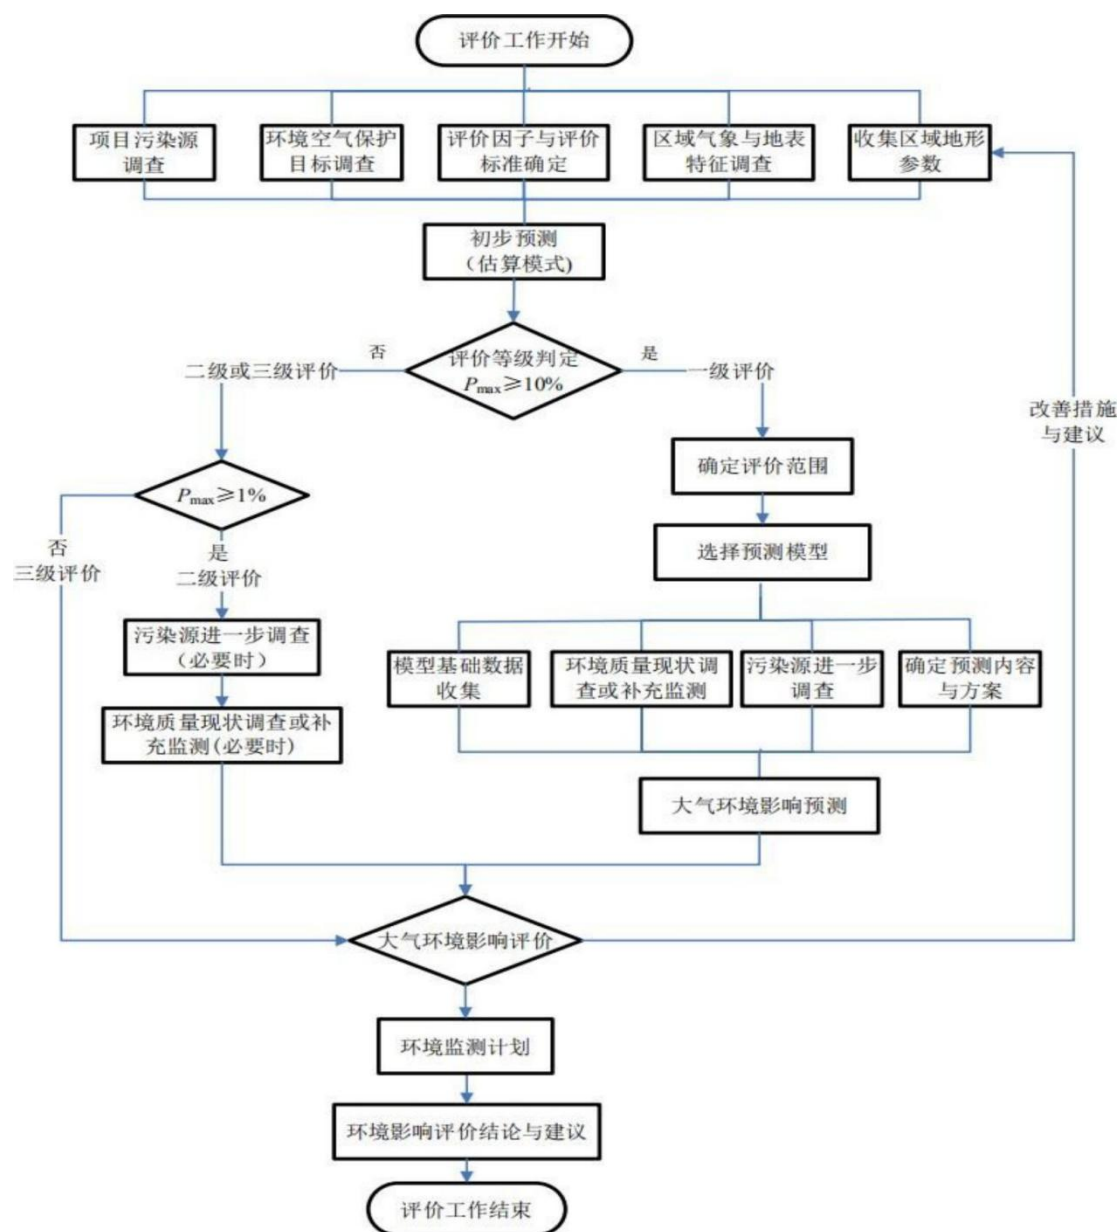 评价工作开始
项目污染源
调查
环境空气保护
目标调查
评价因子与评价
标准确定
区域气象与地表
特征调查
收集区域地形
参数
初步预测
（估算模式)
评价等级判定
Pmax≥10%
否
二级或三级评价
是
一级评价
改善措施
与建议
Pmax≥1%
否
三级评价
是
二级评价
确定评价范围
选择预测模型
污染源进一步调查
（必要时）
环境质量现状调查或补
充监测(必要时)
模型基础数据
收集
环境质量现状调
查或补充监测
污染源进一步
调查
确定预测内容
与方案
大气环境影响预测
大气环境影响评价
环境监测计划
环境影响评价结论与建议
评价工作结束